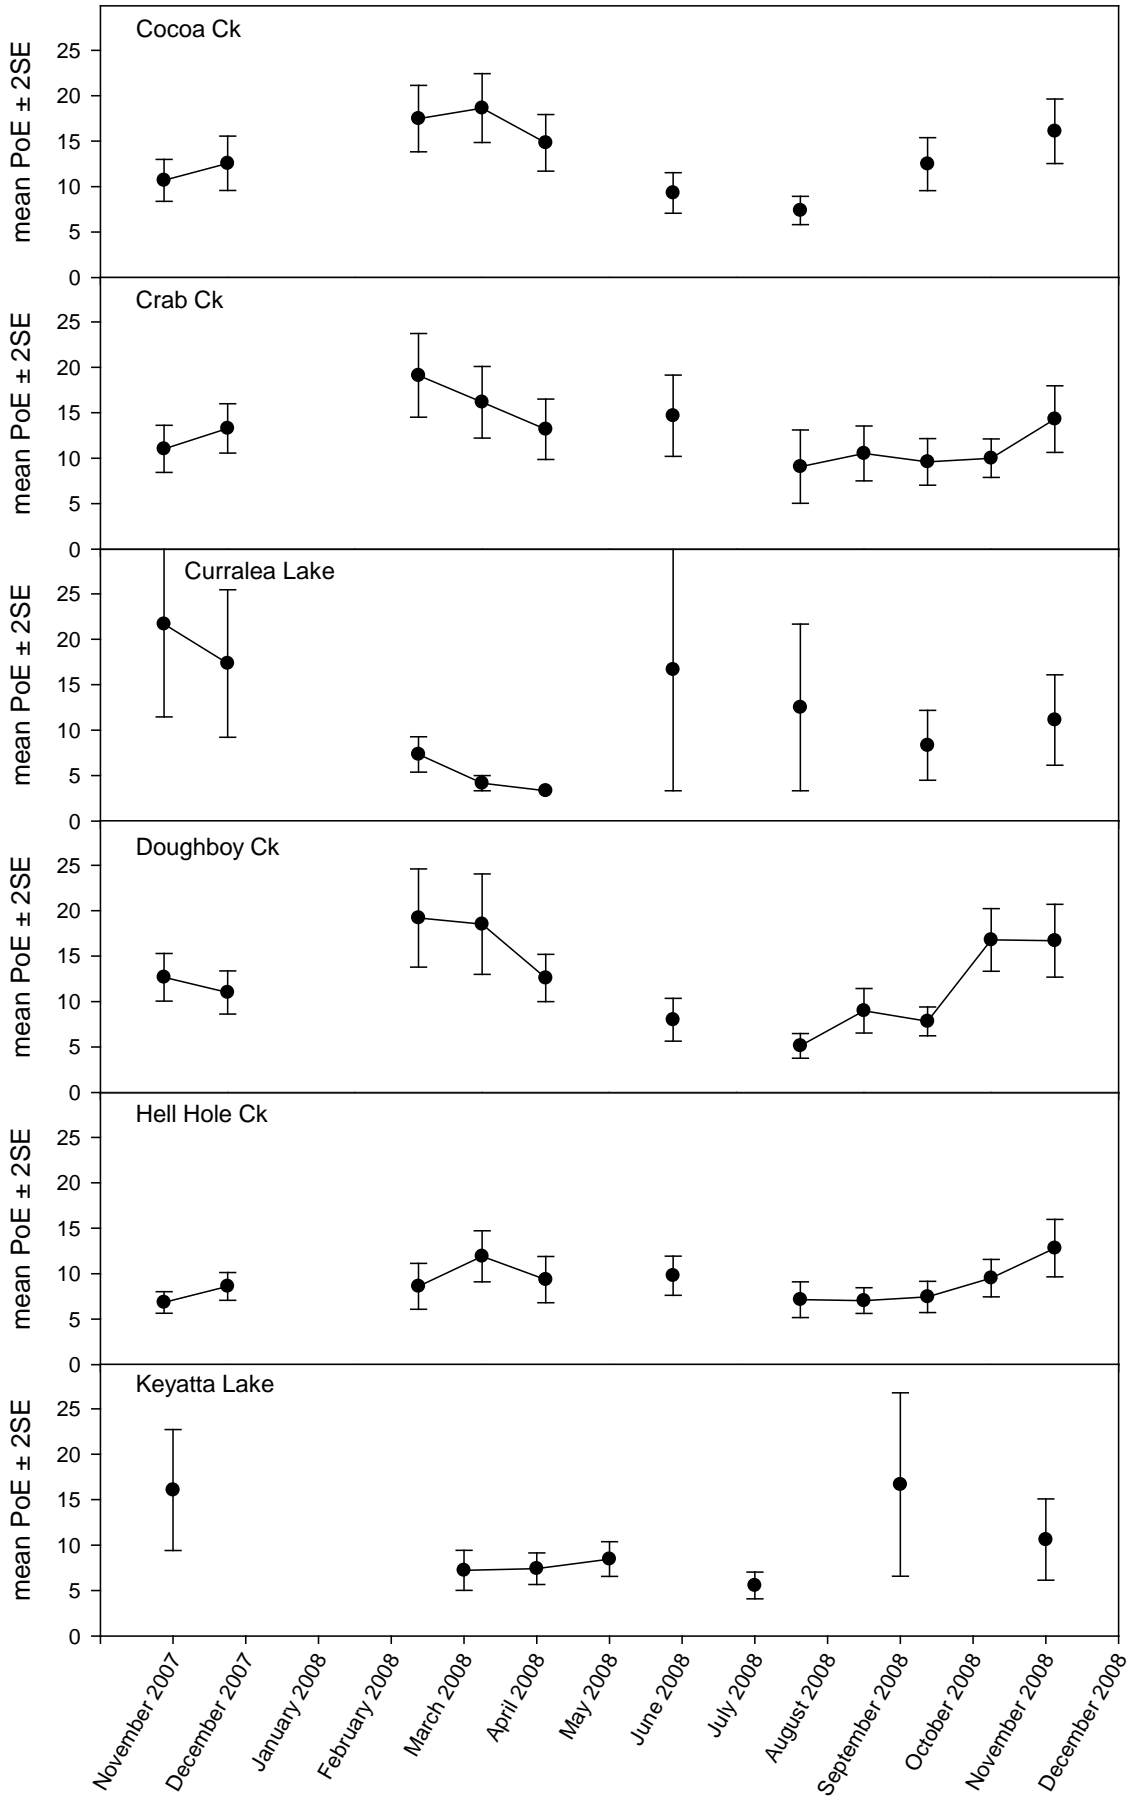 Cocoa Ck
mean PoE ± 2SE
25
20
15
10
5
0
Crab Ck
mean PoE ± 2SE
25
20
15
10
5
0
Curralea Lake
mean PoE ± 2SE
25
20
15
10
5
0
Doughboy Ck
mean PoE ± 2SE
25
20
15
10
5
0
Hell Hole Ck
mean PoE ± 2SE
25
20
15
10
5
0
Keyatta Lake
mean PoE ± 2SE
25
20
15
10
5
0
November 2007
December 2007
January 2008
February 2008
March 2008
April 2008
May 2008
June 2008
July 2008
August 2008
September 2008
October 2008
November 2008
December 2008